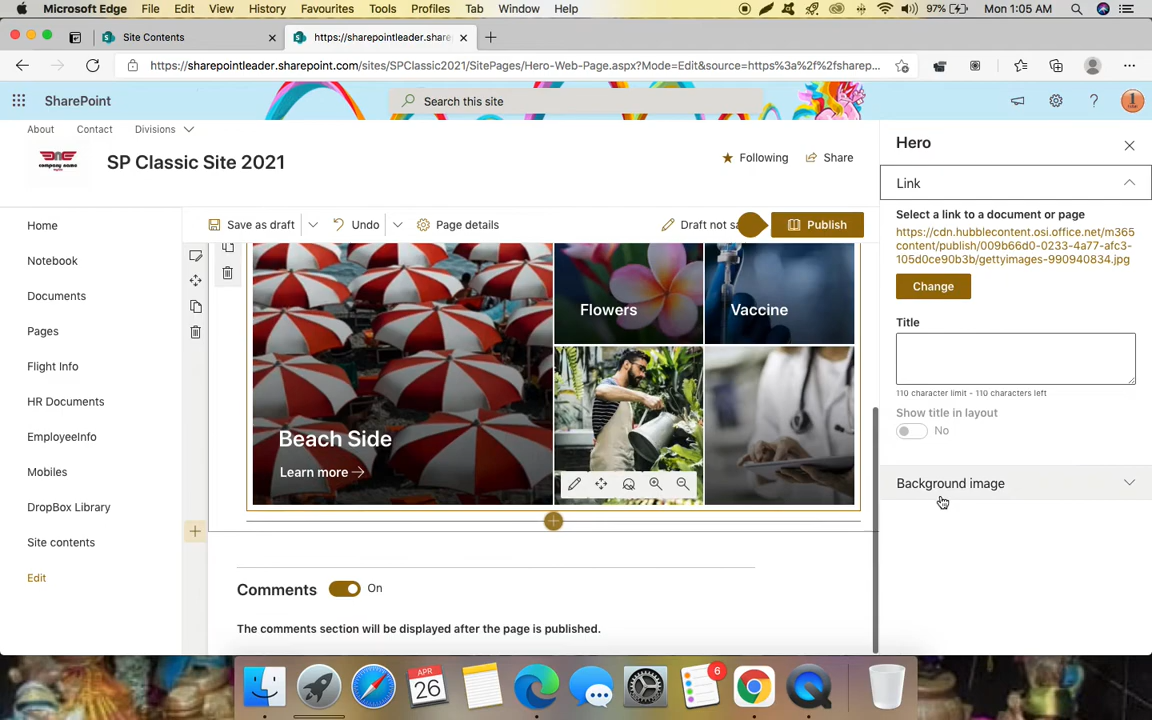 Microsoft Edge File Edit View History Favourites Tools Profiles Tab Window Help 97% Mon 1:05 AM
Site Contents https://sharepointleader.share
https://sharepointleader.sharepoint.com/sites/SPClassic2021/SitePages/Hero-Web-Page.aspx?Mode=Edit&source=https%3a%2f%2fsharep...
SharePoint Search this site
About Contact Divisions
company name
SP Classic Site 2021
Following Share
Home
Notebook
Documents
Pages
Flight Info
HR Documents
EmployeeInfo
Mobiles
DropBox Library
Site contents
Edit
Save as draft Undo Page details Draft not sa Publish
Flowers
Vaccine
Beach Side
Learn more
Comments On
The comments section will be displayed after the page is published.
Hero
Link
Select a link to a document or page
https://cdn.hubblecontent.osi.office.net/m365
content/publish/009b66d0-0233-4a77-afc3-
105d0ce90b3b/gettyimages-990940834.jpg
Change
Title
110 character limit - 110 characters left
Show title in layout
No
Background image
APR
26
6